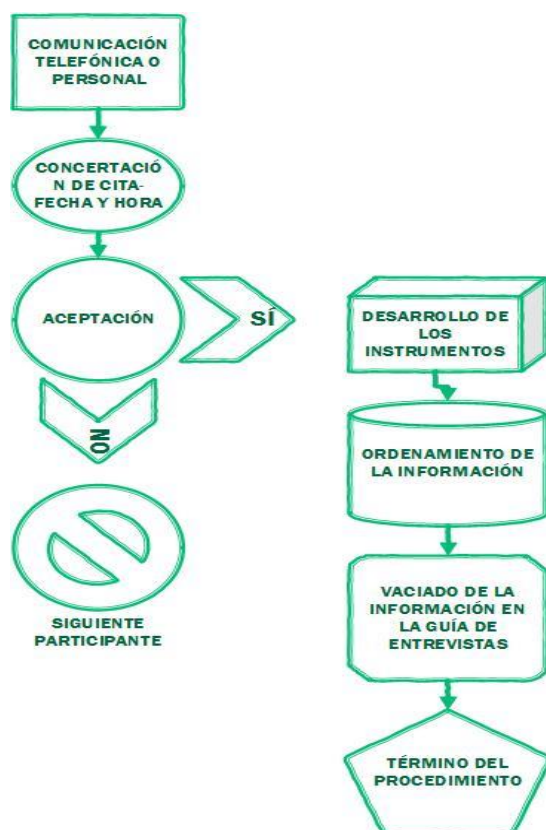 COMUNICACIÓN
TELEFÓNICA O
PERSONAL
CONCERTACIÓ
N DE CITA-
FECHA Y HORA
ACEPTACIÓN
SÍ
NO
SIGUIENTE
PARTICIPANTE
DESARROLLO DE
LOS
INSTRUMENTOS
ORDENAMIENTO DE
LA INFORMACIÓN
VACIADO DE LA
INFORMACIÓN EN
LA GUÍA DE
ENTREVISTAS
TÉRMINO DEL
PROCEDIMIENTO